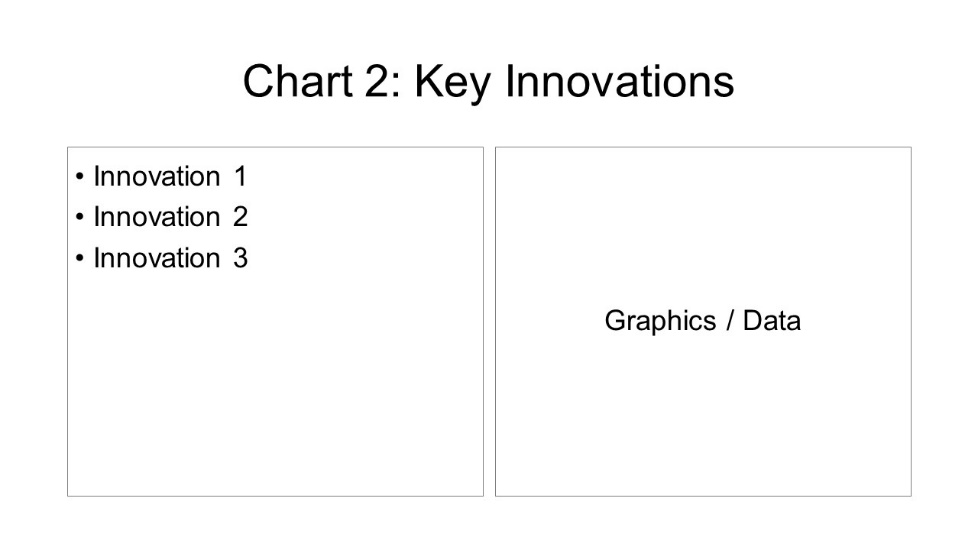 Chart 2: Key Innovations
• Innovation 1
• Innovation 2
• Innovation 3
Graphics / Data